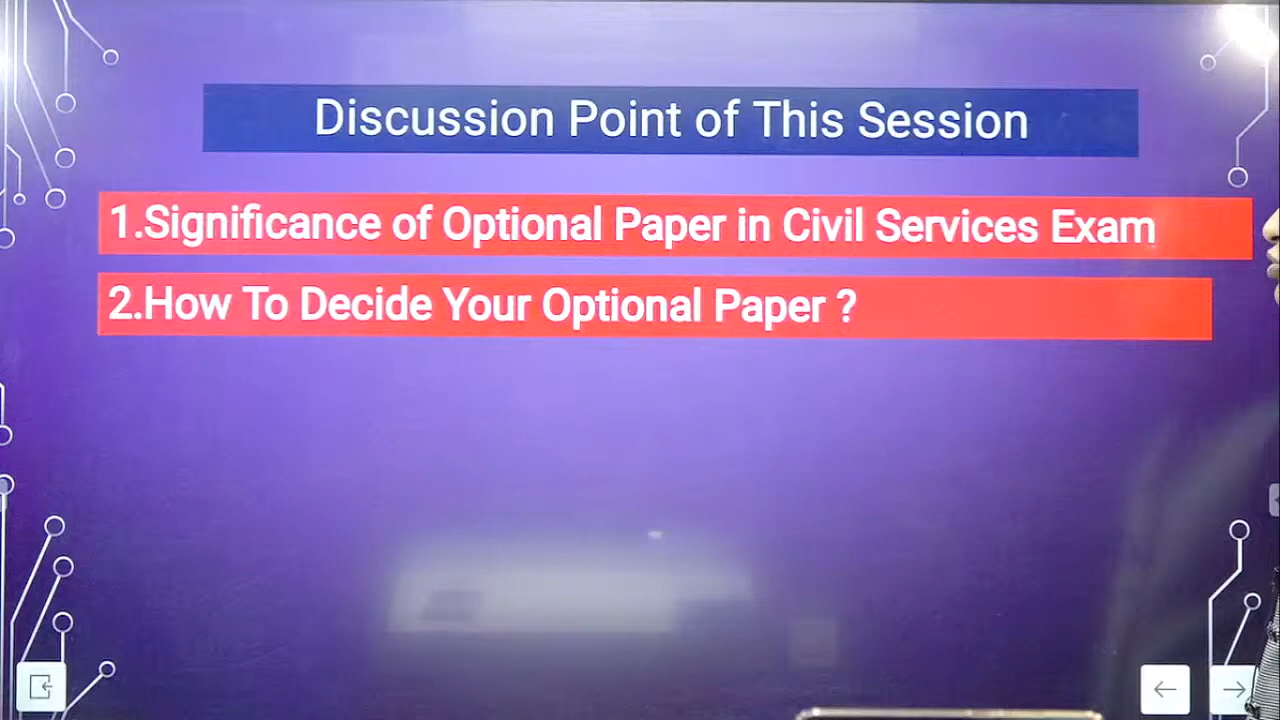 Discussion Point of This Session
1.Significance of Optional Paper in Civil Services Exam
2.How To Decide Your Optional Paper ?